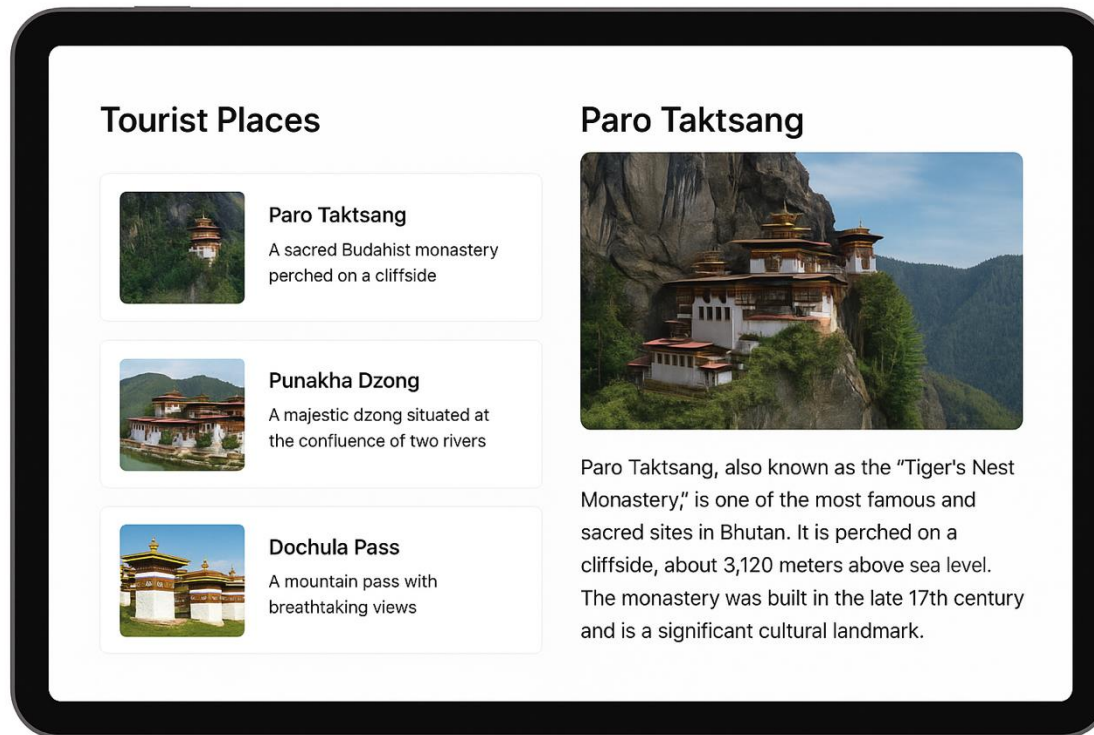 Tourist Places
Paro Taktsang
A sacred Budahist monastery
perched on a cliffside
Punakha Dzong
A majestic dzong situated at
the confluence of two rivers
Dochula Pass
A mountain pass with
breathtaking views
Paro Taktsang
Paro Taktsang, also known as the “Tiger's Nest
Monastery,” is one of the most famous and
sacred sites in Bhutan. It is perched on a
cliffside, about 3,120 meters above sea level.
The monastery was built in the late 17th century
and is a significant cultural landmark.